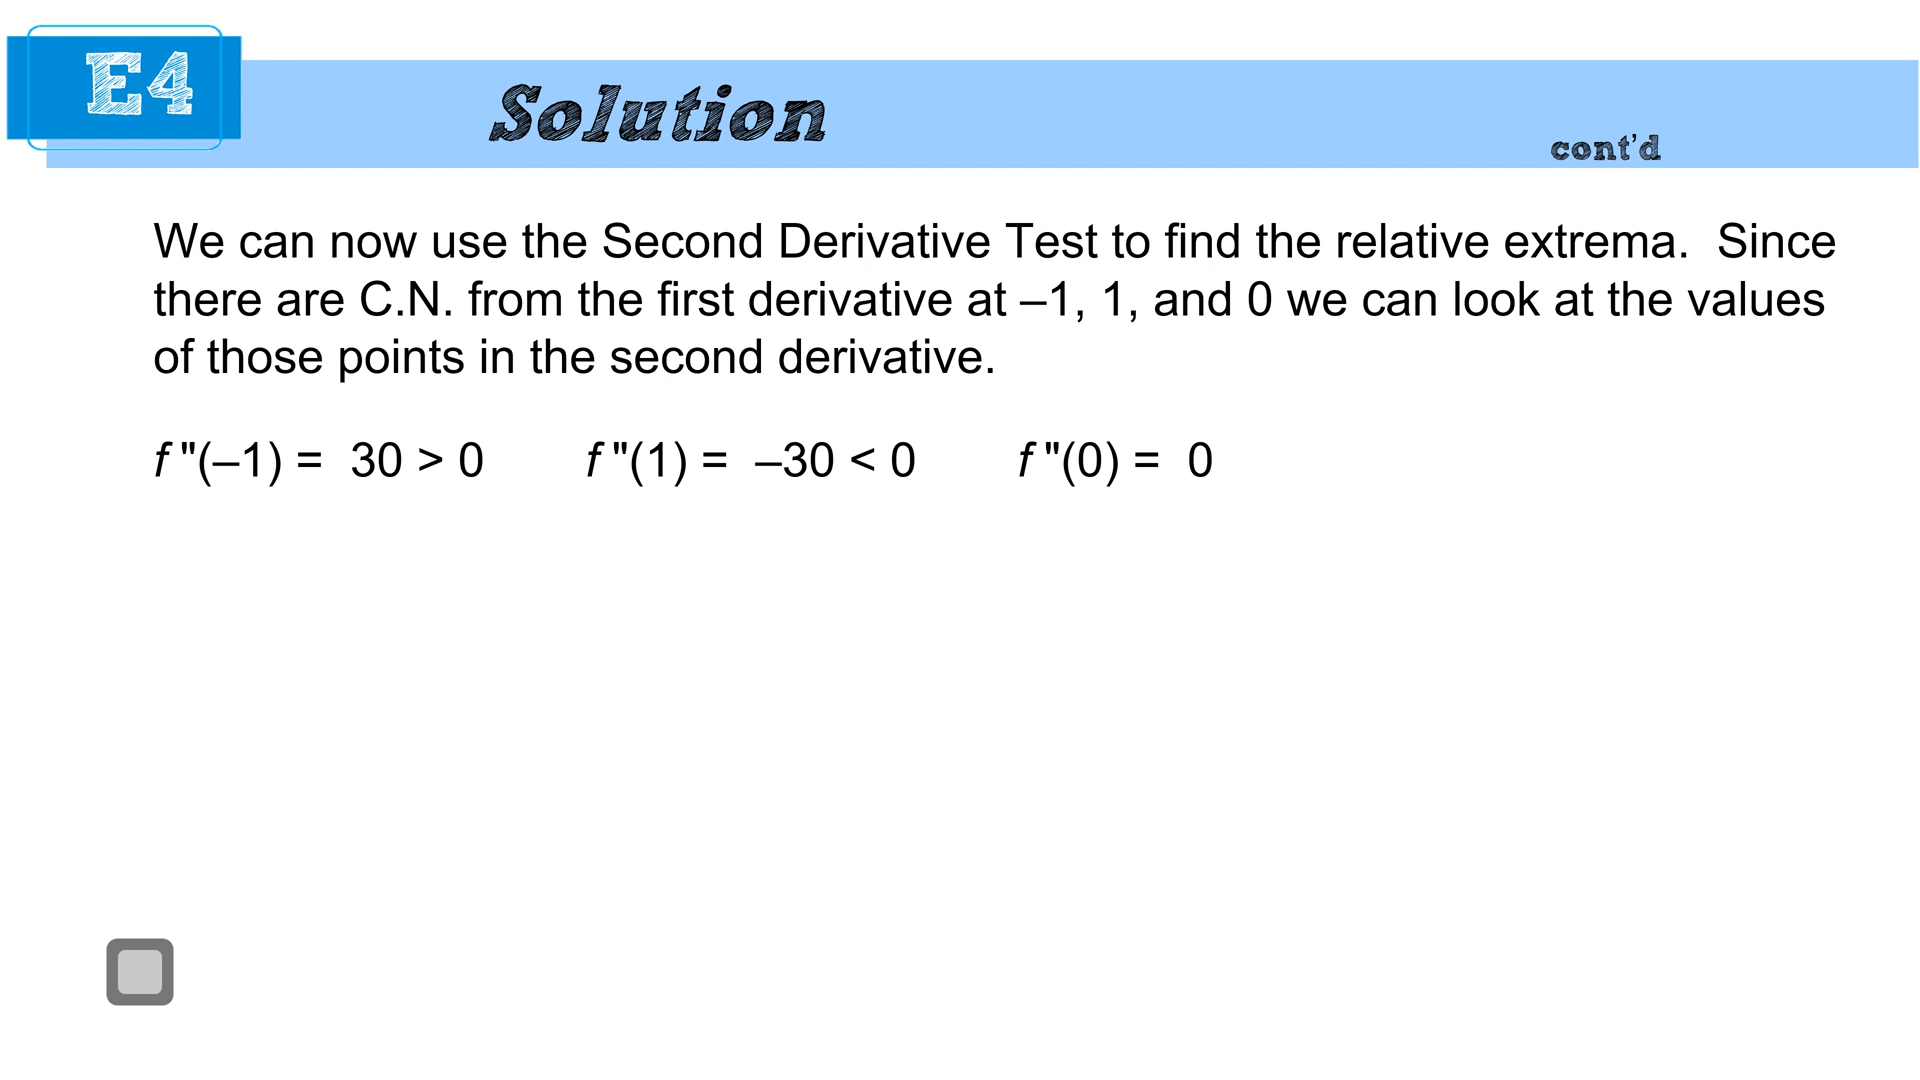 E4
Solution
cont’d
We can now use the Second Derivative Test to find the relative extrema.  Since
there are C.N. from the first derivative at –1, 1, and 0 we can look at the values
of those points in the second derivative.
f "(–1) =  30 > 0    f "(1) =  –30 < 0    f "(0) =  0